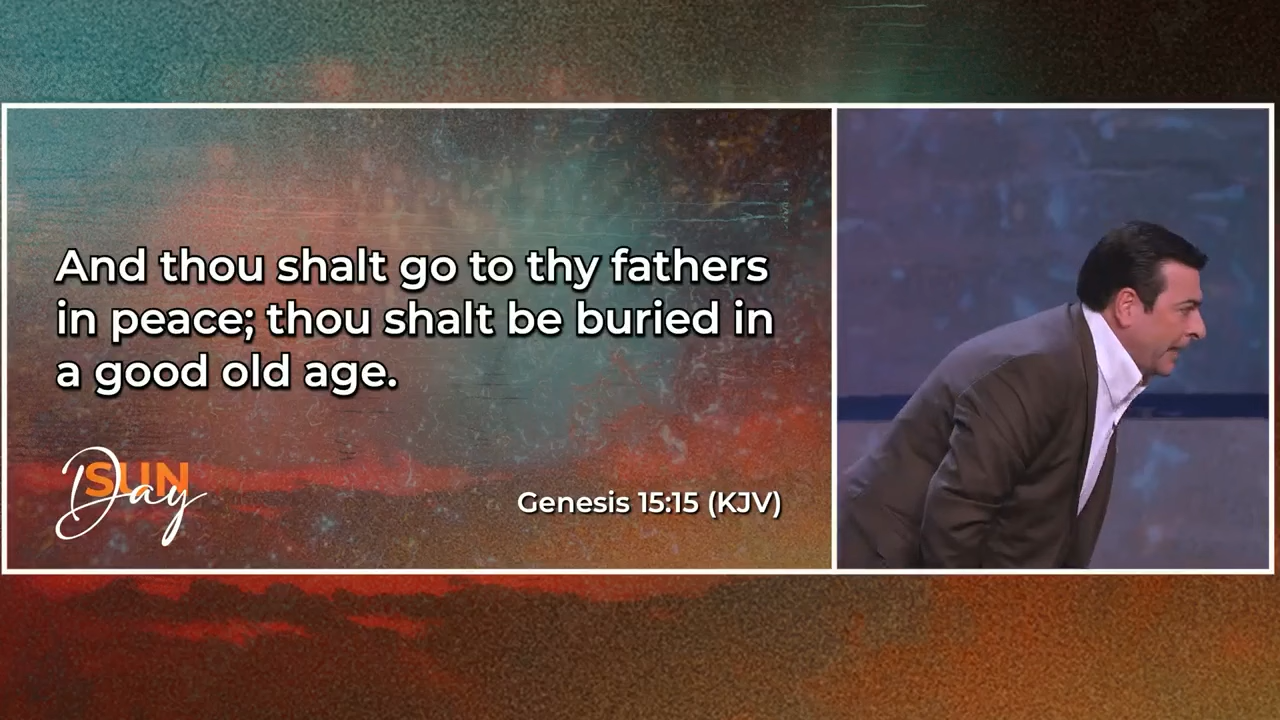 And thou shalt go to thy fathers
in peace; thou shalt be buried in
a good old age.
SUN
Day
Genesis 15:15 (KJV)